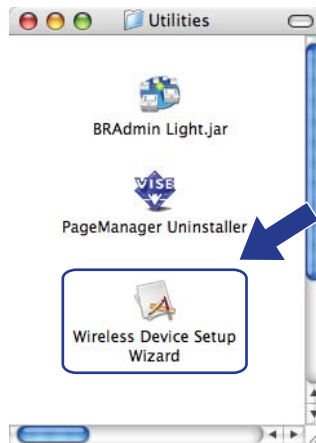 Utilities
BRAdmin Light.jar
VISE
PageManager Uninstaller
Wireless Device Setup
Wizard